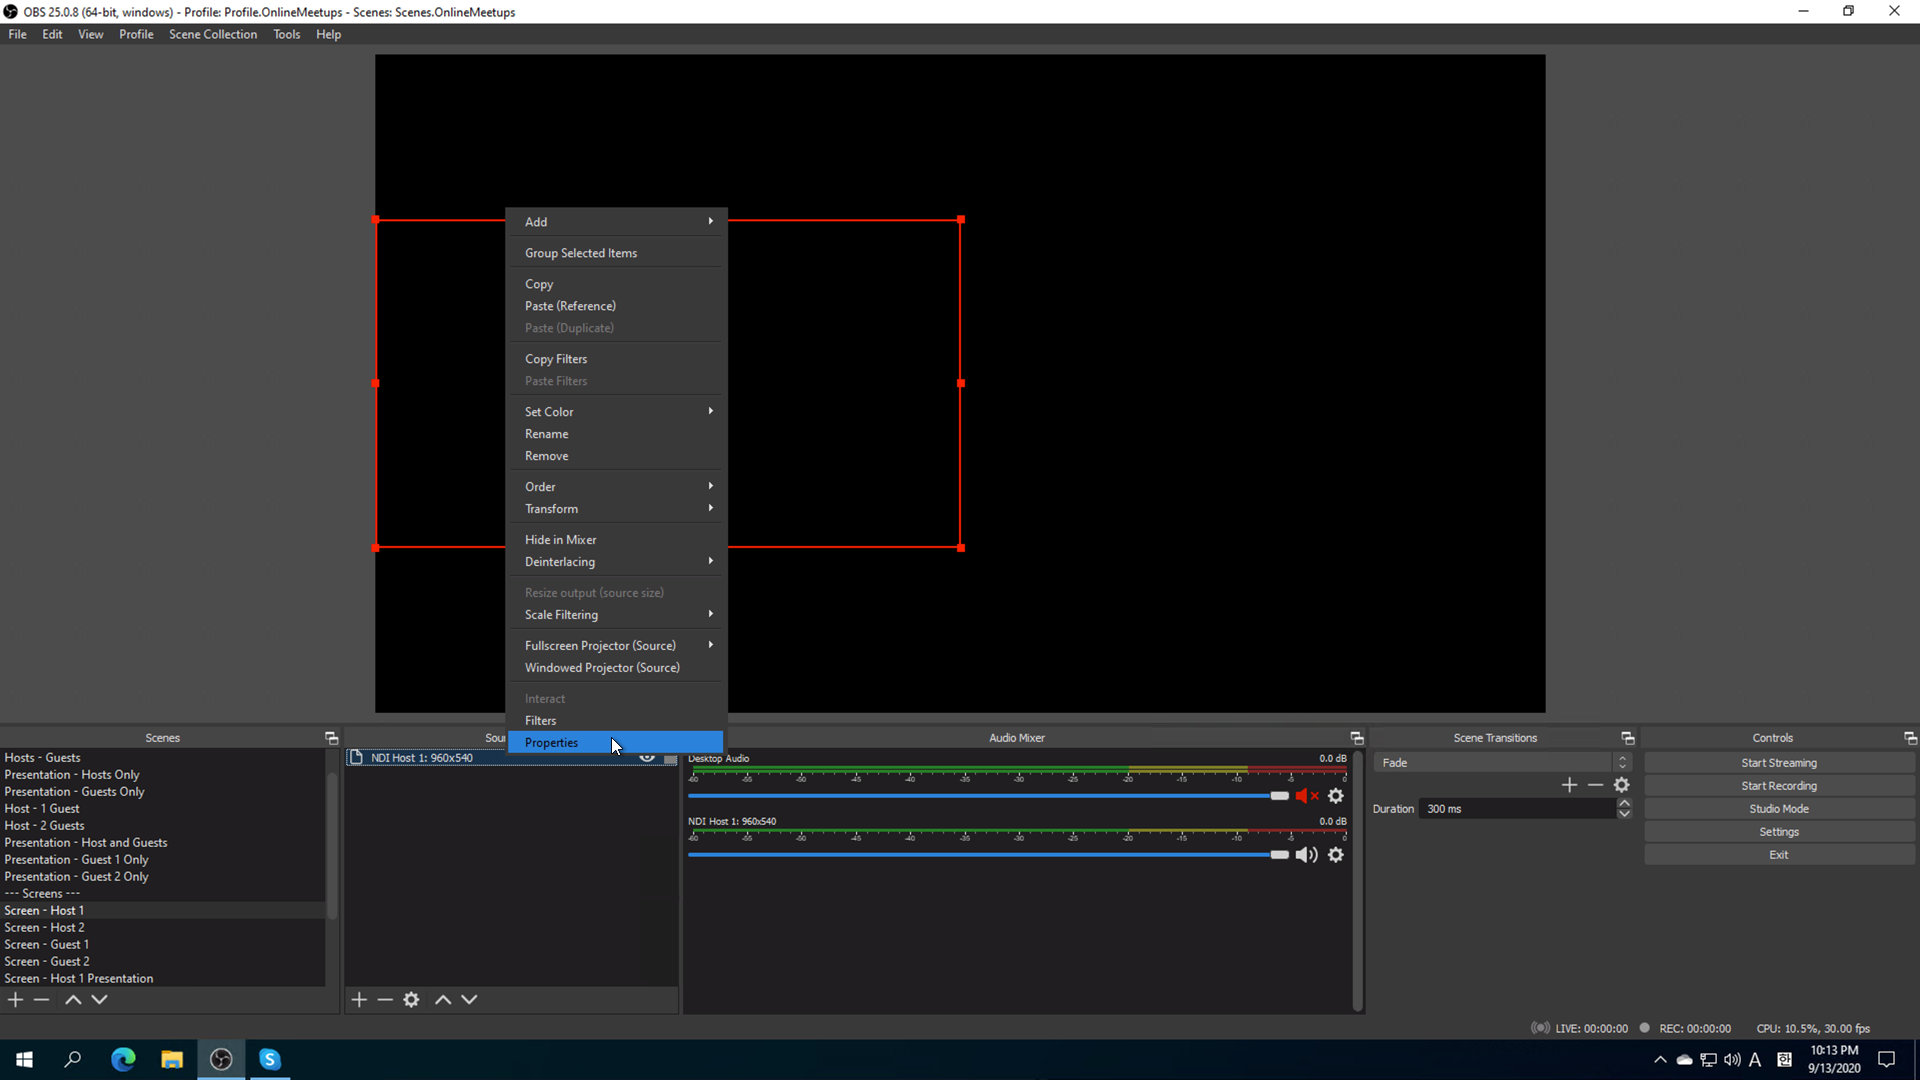 OBS 25.0.8 (64-bit, windows) - Profile: Profile.OnlineMeetups - Scenes: Scenes.OnlineMeetups
File Edit View Profile Scene Collection Tools Help
Add
Group Selected Items
Copy
Paste (Reference)
Paste (Duplicate)
Copy Filters
Paste Filters
Set Color
Rename
Remove
Order
Transform
Hide in Mixer
Deinterlacing
Resize output (source size)
Scale Filtering
Fullscreen Projector (Source)
Windowed Projector (Source)
Interact
Filters
Properties
Scenes
Hosts - Guests
Presentation - Hosts Only
Presentation - Guests Only
Host - 1 Guest
Host - 2 Guests
Presentation - Host and Guests
Presentation - Guest 1 Only
Presentation - Guest 2 Only
--- Screens ---
Screen - Host 1
Screen - Host 2
Screen - Guest 1
Screen - Guest 2
Screen - Host 1 Presentation
Sour
NDI Host 1: 960x540
Audio Mixer
Desktop Audio 0.0 dB
-60 -55 -50 -45 -40 -35 -30 -25 -20 -15 -10 -5 0
NDI Host 1: 960x540 0.0 dB
-60 -55 -50 -45 -40 -35 -30 -25 -20 -15 -10 -5 0
Scene Transitions
Fade
Duration 300 ms
Controls
Start Streaming
Start Recording
Studio Mode
Settings
Exit
LIVE: 00:00:00 REC: 00:00:00 CPU: 10.5%, 30.00 fps
A 한 10:13 PM
9/13/2020